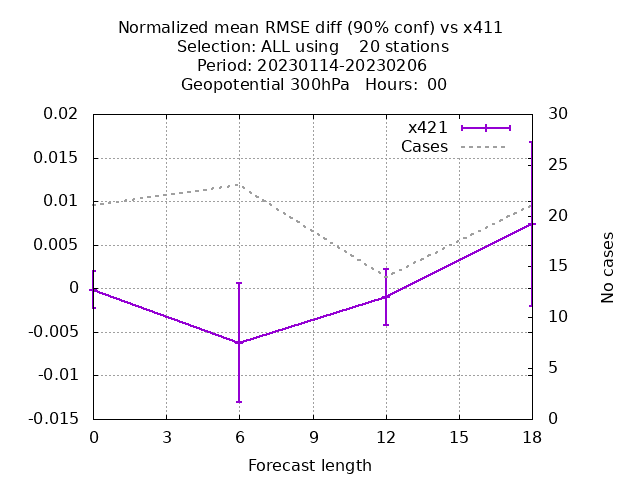 Normalized mean RMSE diff (90% conf) vs x411
Selection: ALL using    20 stations
Period: 20230114-20230206
Geopotential 300hPa   Hours:  00
x421
Cases
0.02
0.015
0.01
0.005
0
-0.005
-0.01
-0.015
30
25
20
15
10
5
0
No cases
0 3 6 9 12 15 18
Forecast length